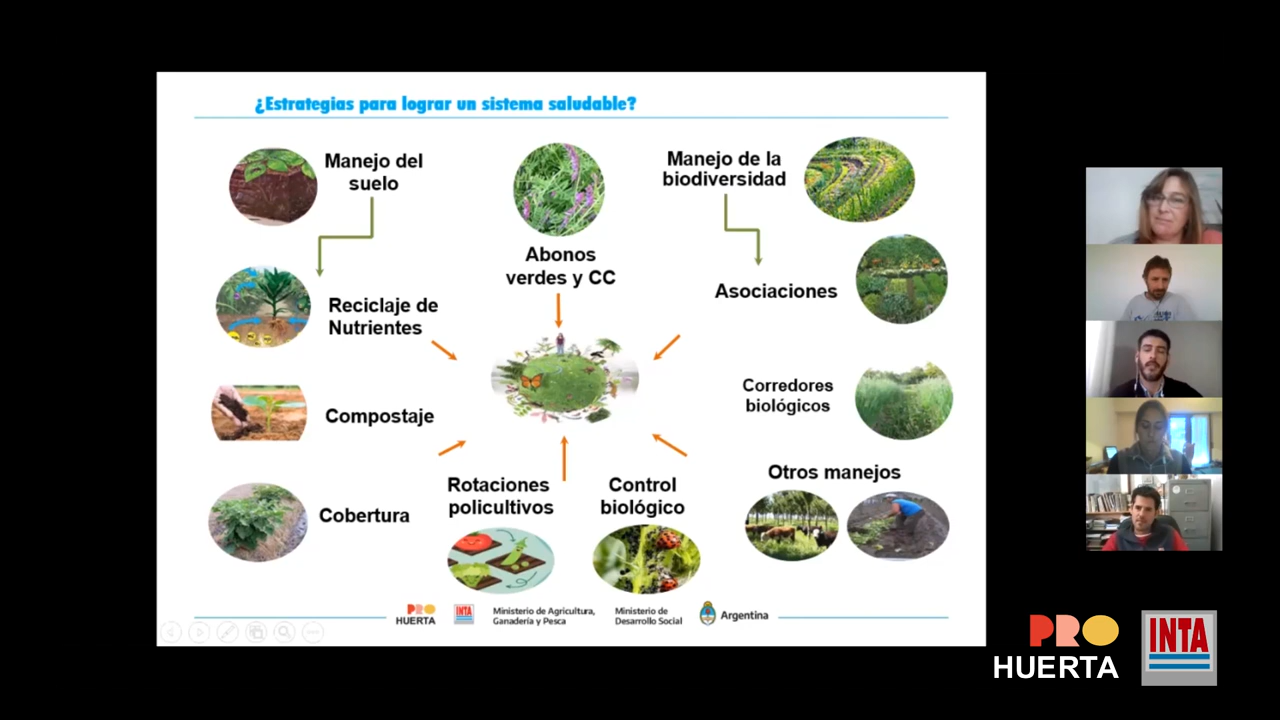 ¿Estrategias para lograr un sistema saludable?
Manejo del
suelo
Abonos
verdes y CC
Manejo de la
biodiversidad
Reciclaje de
Nutrientes
Asociaciones
Compostaje
Corredores
biológicos
Cobertura
Rotaciones
policultivos
Control
biológico
Otros manejos
PRO
HUERTA
INTA
Ministerio de Agricultura,
Ganadería y Pesca
Ministerio de
Desarrollo Social
Argentina
PRO
HUERTA
INTA